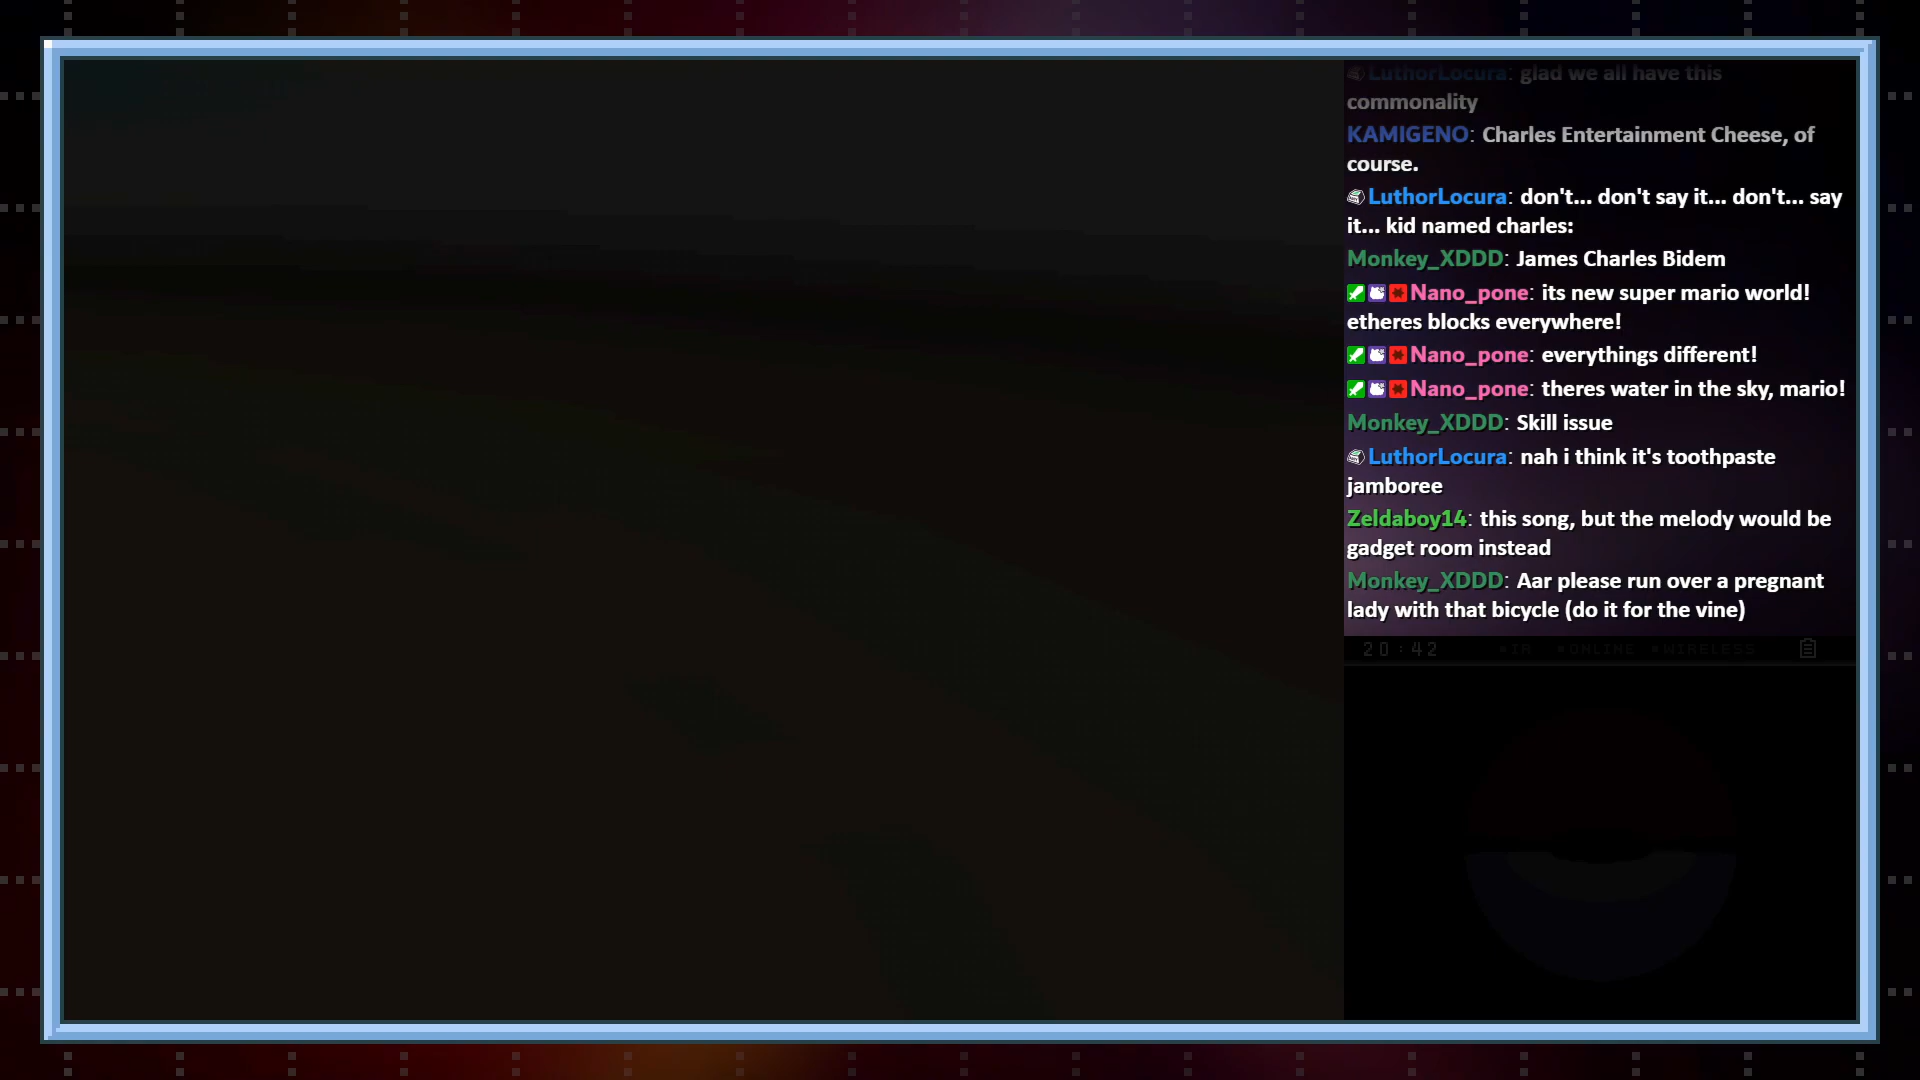 LuthorLocura: glad we all have this
commonality
KAMIGENO: Charles Entertainment Cheese, of
course.
LuthorLocura: don't... don't say it... don't... say
it... kid named charles:
Monkey_XDDD: James Charles Bidem
Nano_pone: its new super mario world!
etheres blocks everywhere!
Nano_pone: everythings different!
Nano_pone: theres water in the sky, mario!
Monkey_XDDD: Skill issue
LuthorLocura: nah i think it's toothpaste
jamboree
Zeldaboy14: this song, but the melody would be
gadget room instead
Monkey_XDDD: Aar please run over a pregnant
lady with that bicycle (do it for the vine)
20:42 IR ONLINE WIRELESS